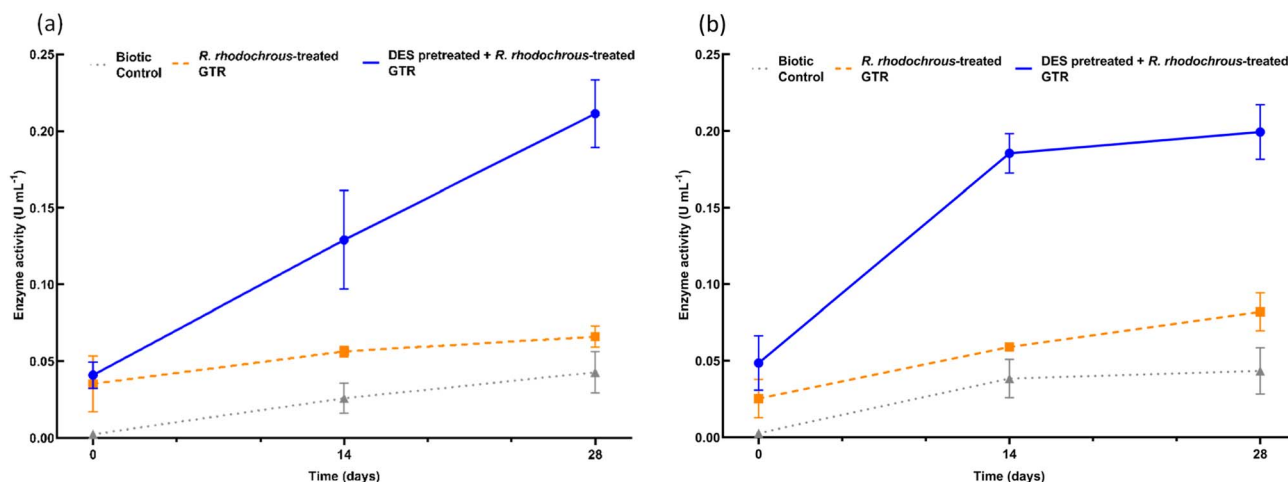 (a)
Biotic Control
R. rhodochrous-treated GTR
DES pretreated + R. rhodochrous-treated GTR
Enzyme activity (U mL⁻¹)
0.25
0.20
0.15
0.10
0.05
0.00
0 14 28
Time (days)
(b)
Biotic Control
R. rhodochrous-treated GTR
DES pretreated + R. rhodochrous-treated GTR
Enzyme activity (U mL⁻¹)
0.25
0.20
0.15
0.10
0.05
0.00
0 14 28
Time (days)